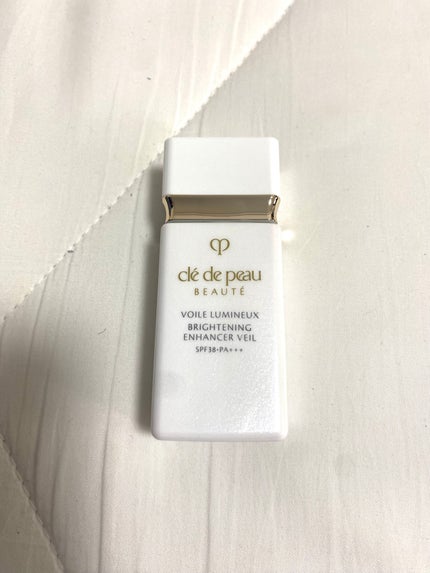 clé de peau
BEAUTÉ
VOILE LUMINEUX
BRIGHTENING
ENHANCER VEIL
SPF38・PA+++